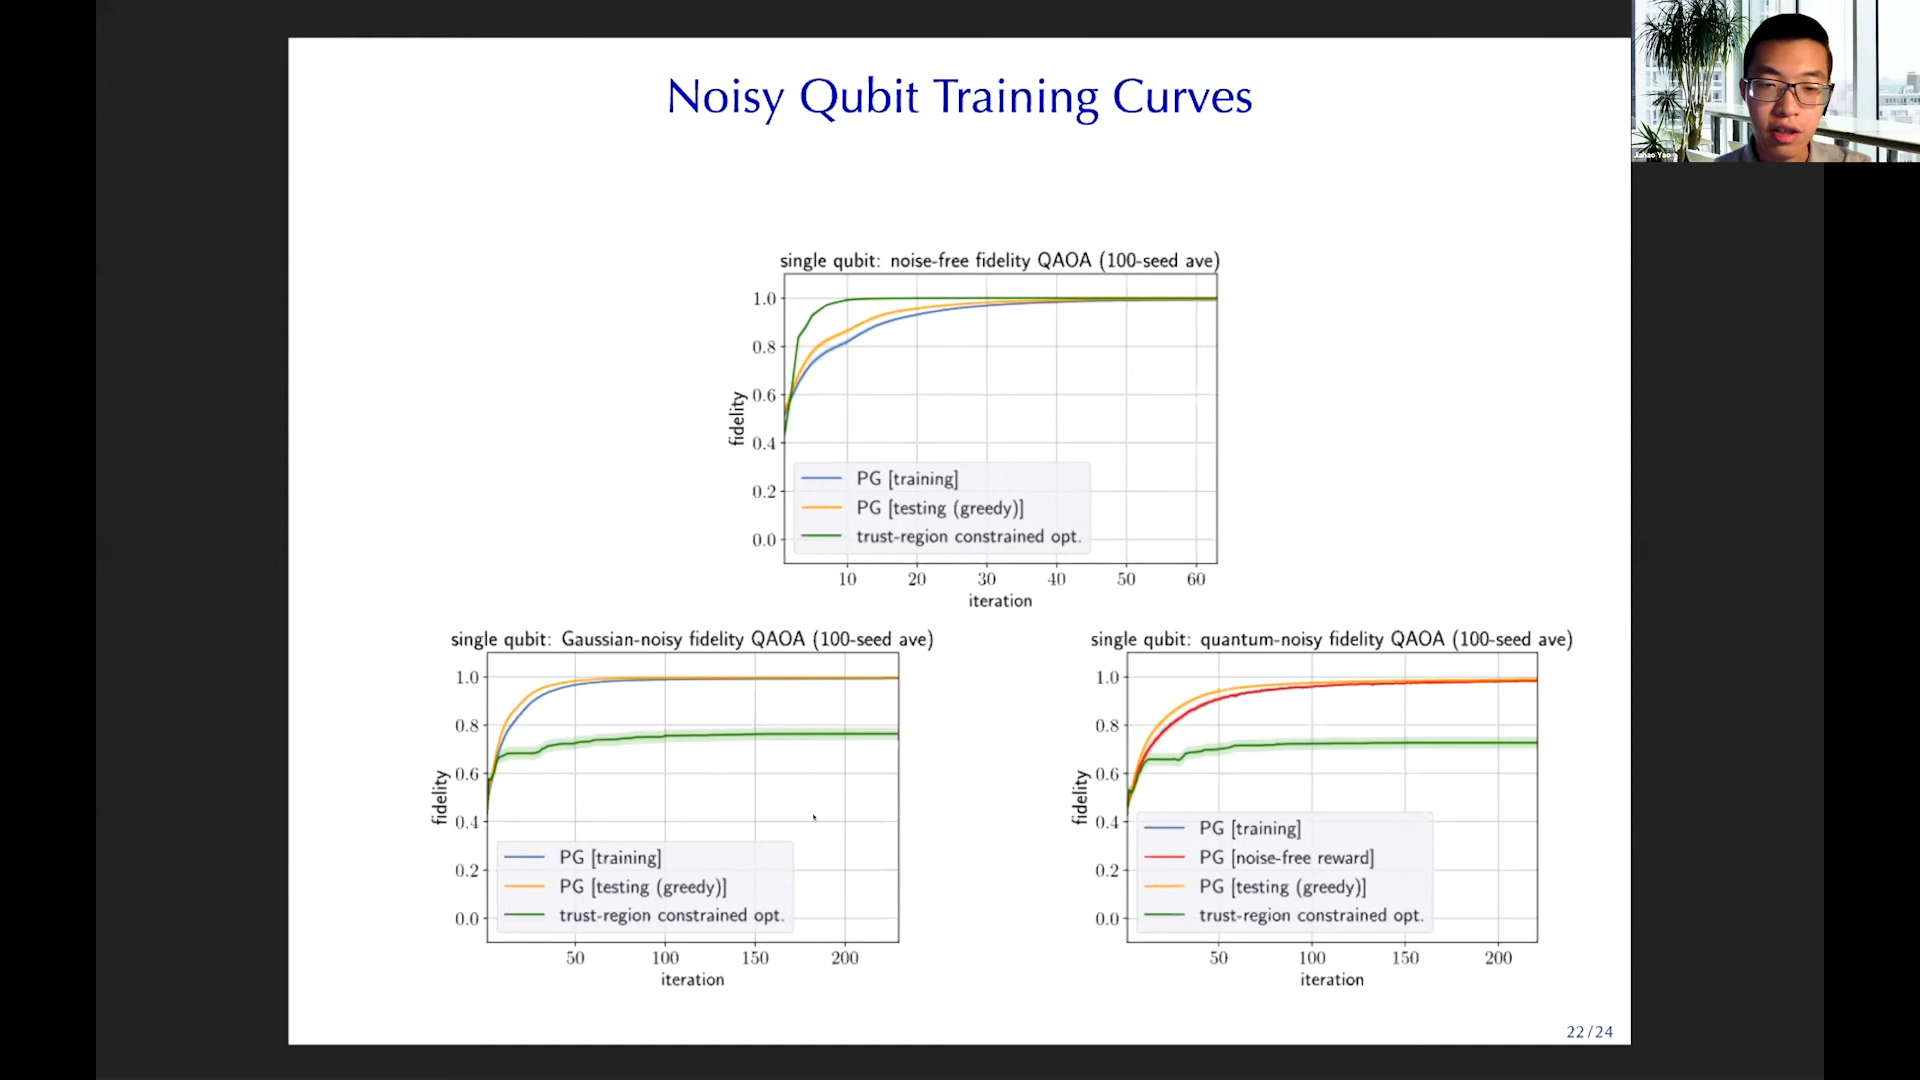 Noisy Qubit Training Curves
Jiahao Yao
single qubit: noise-free fidelity QAOA (100-seed ave)
1.0
0.8
0.6
0.4
0.2
0.0
fidelity
PG [training]
PG [testing (greedy)]
trust-region constrained opt.
10 20 30 40 50 60
iteration
single qubit: Gaussian-noisy fidelity QAOA (100-seed ave)
1.0
0.8
0.6
0.4
0.2
0.0
fidelity
PG [training]
PG [testing (greedy)]
trust-region constrained opt.
50 100 150 200
iteration
single qubit: quantum-noisy fidelity QAOA (100-seed ave)
1.0
0.8
0.6
0.4
0.2
0.0
fidelity
PG [training]
PG [noise-free reward]
PG [testing (greedy)]
trust-region constrained opt.
50 100 150 200
iteration
22/24